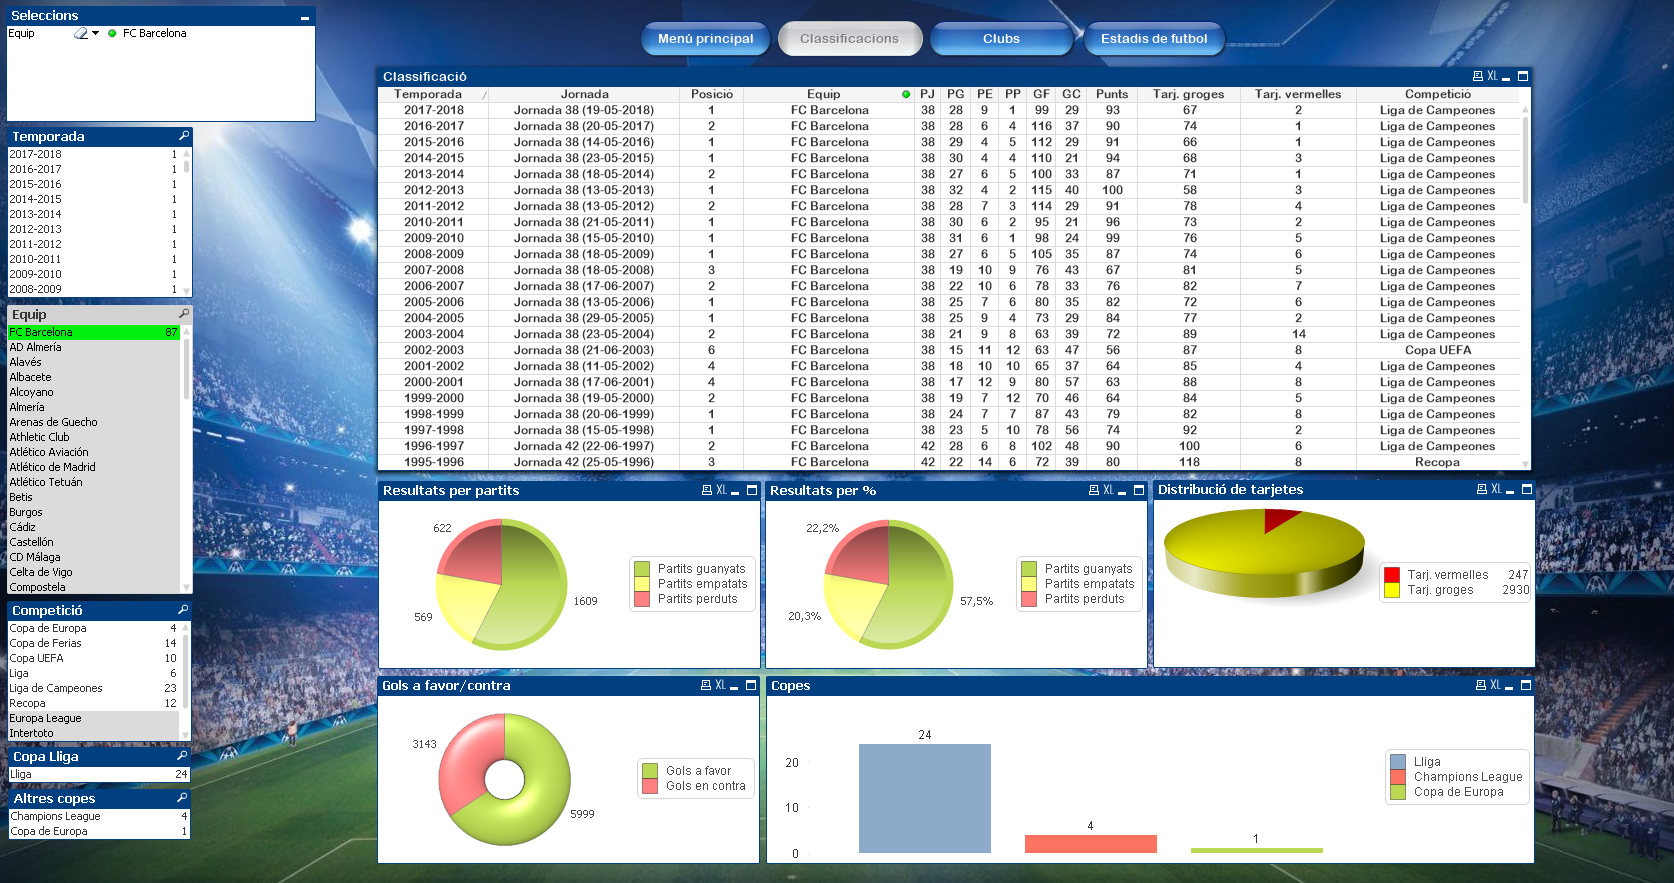 Seleccions
Equip FC Barcelona
Menú principal Classificacions Clubs Estadis de futbol
Temporada
2017-2018 1
2016-2017 1
2015-2016 1
2014-2015 1
2013-2014 1
2012-2013 1
2011-2012 1
2010-2011 1
2009-2010 1
2008-2009 1
Equip
FC Barcelona 87
AD Almería
Alavés
Albacete
Alcoyano
Almería
Arenas de Guecho
Athletic Club
Atlético Aviación
Atlético de Madrid
Atlético Tetuán
Betis
Burgos
Cádiz
Castellón
CD Málaga
Celta de Vigo
Compostela
Competició
Copa de Europa 4
Copa de Ferias 14
Copa UEFA 10
Liga 6
Liga de Campeones 23
Recopa 12
Europa League
Intertoto
Copa Lliga
Lliga 24
Altres copes
Champions League 4
Copa de Europa 1
Classificació XL
Temporada Jornada Posició Equip PJ PG PE PP GF GC Punts Tarj. groges Tarj. vermelles Competició
2017-2018 Jornada 38 (19-05-2018) 1 FC Barcelona 38 28 9 1 99 29 93 67 2 Liga de Campeones
2016-2017 Jornada 38 (20-05-2017) 2 FC Barcelona 38 28 6 4 116 37 90 74 1 Liga de Campeones
2015-2016 Jornada 38 (14-05-2016) 1 FC Barcelona 38 29 4 5 112 29 91 66 1 Liga de Campeones
2014-2015 Jornada 38 (23-05-2015) 1 FC Barcelona 38 30 4 4 110 21 94 68 3 Liga de Campeones
2013-2014 Jornada 38 (18-05-2014) 2 FC Barcelona 38 27 6 5 100 33 87 71 1 Liga de Campeones
2012-2013 Jornada 38 (13-05-2013) 1 FC Barcelona 38 32 4 2 115 40 100 58 3 Liga de Campeones
2011-2012 Jornada 38 (13-05-2012) 2 FC Barcelona 38 28 7 3 114 29 91 78 4 Liga de Campeones
2010-2011 Jornada 38 (21-05-2011) 1 FC Barcelona 38 30 6 2 95 21 96 73 2 Liga de Campeones
2009-2010 Jornada 38 (15-05-2010) 1 FC Barcelona 38 31 6 1 98 24 99 76 5 Liga de Campeones
2008-2009 Jornada 38 (18-05-2009) 1 FC Barcelona 38 27 6 5 105 35 87 74 6 Liga de Campeones
2007-2008 Jornada 38 (18-05-2008) 3 FC Barcelona 38 19 10 9 76 43 67 81 5 Liga de Campeones
2006-2007 Jornada 38 (17-06-2007) 2 FC Barcelona 38 22 10 6 78 33 76 82 7 Liga de Campeones
2005-2006 Jornada 38 (13-05-2006) 1 FC Barcelona 38 25 7 6 80 35 82 72 6 Liga de Campeones
2004-2005 Jornada 38 (29-05-2005) 1 FC Barcelona 38 25 9 4 73 29 84 77 2 Liga de Campeones
2003-2004 Jornada 38 (23-05-2004) 2 FC Barcelona 38 21 9 8 63 39 72 89 14 Liga de Campeones
2002-2003 Jornada 38 (21-06-2003) 6 FC Barcelona 38 15 11 12 63 47 56 87 8 Copa UEFA
2001-2002 Jornada 38 (11-05-2002) 4 FC Barcelona 38 18 10 10 65 37 64 85 4 Liga de Campeones
2000-2001 Jornada 38 (17-06-2001) 4 FC Barcelona 38 17 12 9 80 57 63 88 8 Liga de Campeones
1999-2000 Jornada 38 (19-05-2000) 2 FC Barcelona 38 19 7 12 70 46 64 84 5 Liga de Campeones
1998-1999 Jornada 38 (20-06-1999) 1 FC Barcelona 38 24 7 7 87 43 79 82 8 Liga de Campeones
1997-1998 Jornada 38 (15-05-1998) 1 FC Barcelona 38 23 5 10 78 56 74 92 2 Liga de Campeones
1996-1997 Jornada 42 (22-06-1997) 2 FC Barcelona 42 28 6 8 102 48 90 100 6 Liga de Campeones
1995-1996 Jornada 42 (25-05-1996) 3 FC Barcelona 42 22 14 6 72 39 80 118 8 Recopa
Resultats per partits XL
622
569
1609
Partits guanyats
Partits empatats
Partits perduts
Resultats per % XL
22,2%
20,3%
57,5%
Partits guanyats
Partits empatats
Partits perduts
Distribució de tarjetes XL
Tarj. vermelles 247
Tarj. groges 2930
Gols a favor/contra XL
3143
5999
Gols a favor
Gols en contra
Copes XL
20
10
0
24
4
1
Lliga
Champions League
Copa de Europa